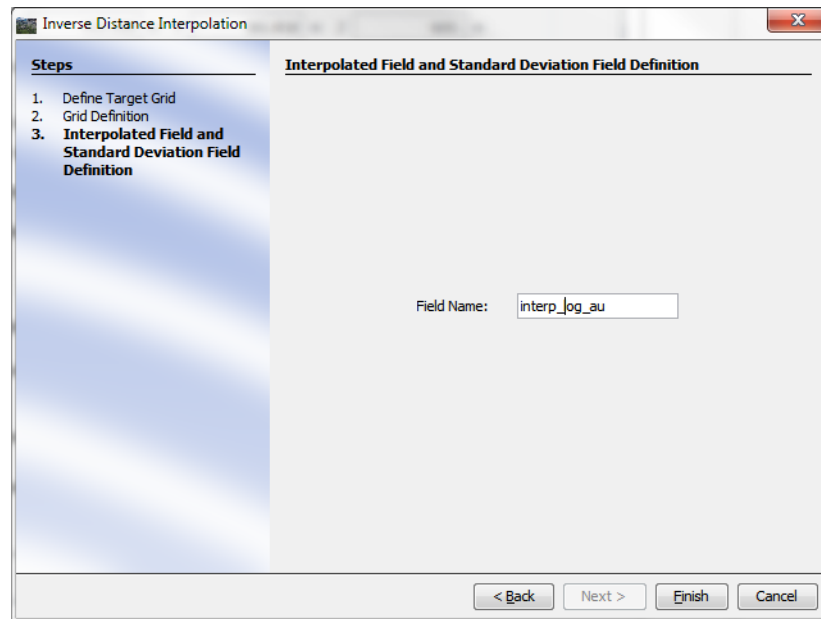 Inverse Distance Interpolation
Steps
1. Define Target Grid
2. Grid Definition
3. Interpolated Field and
Standard Deviation Field
Definition
Interpolated Field and Standard Deviation Field Definition
Field Name: interp_log_au
< Back Next > Finish Cancel